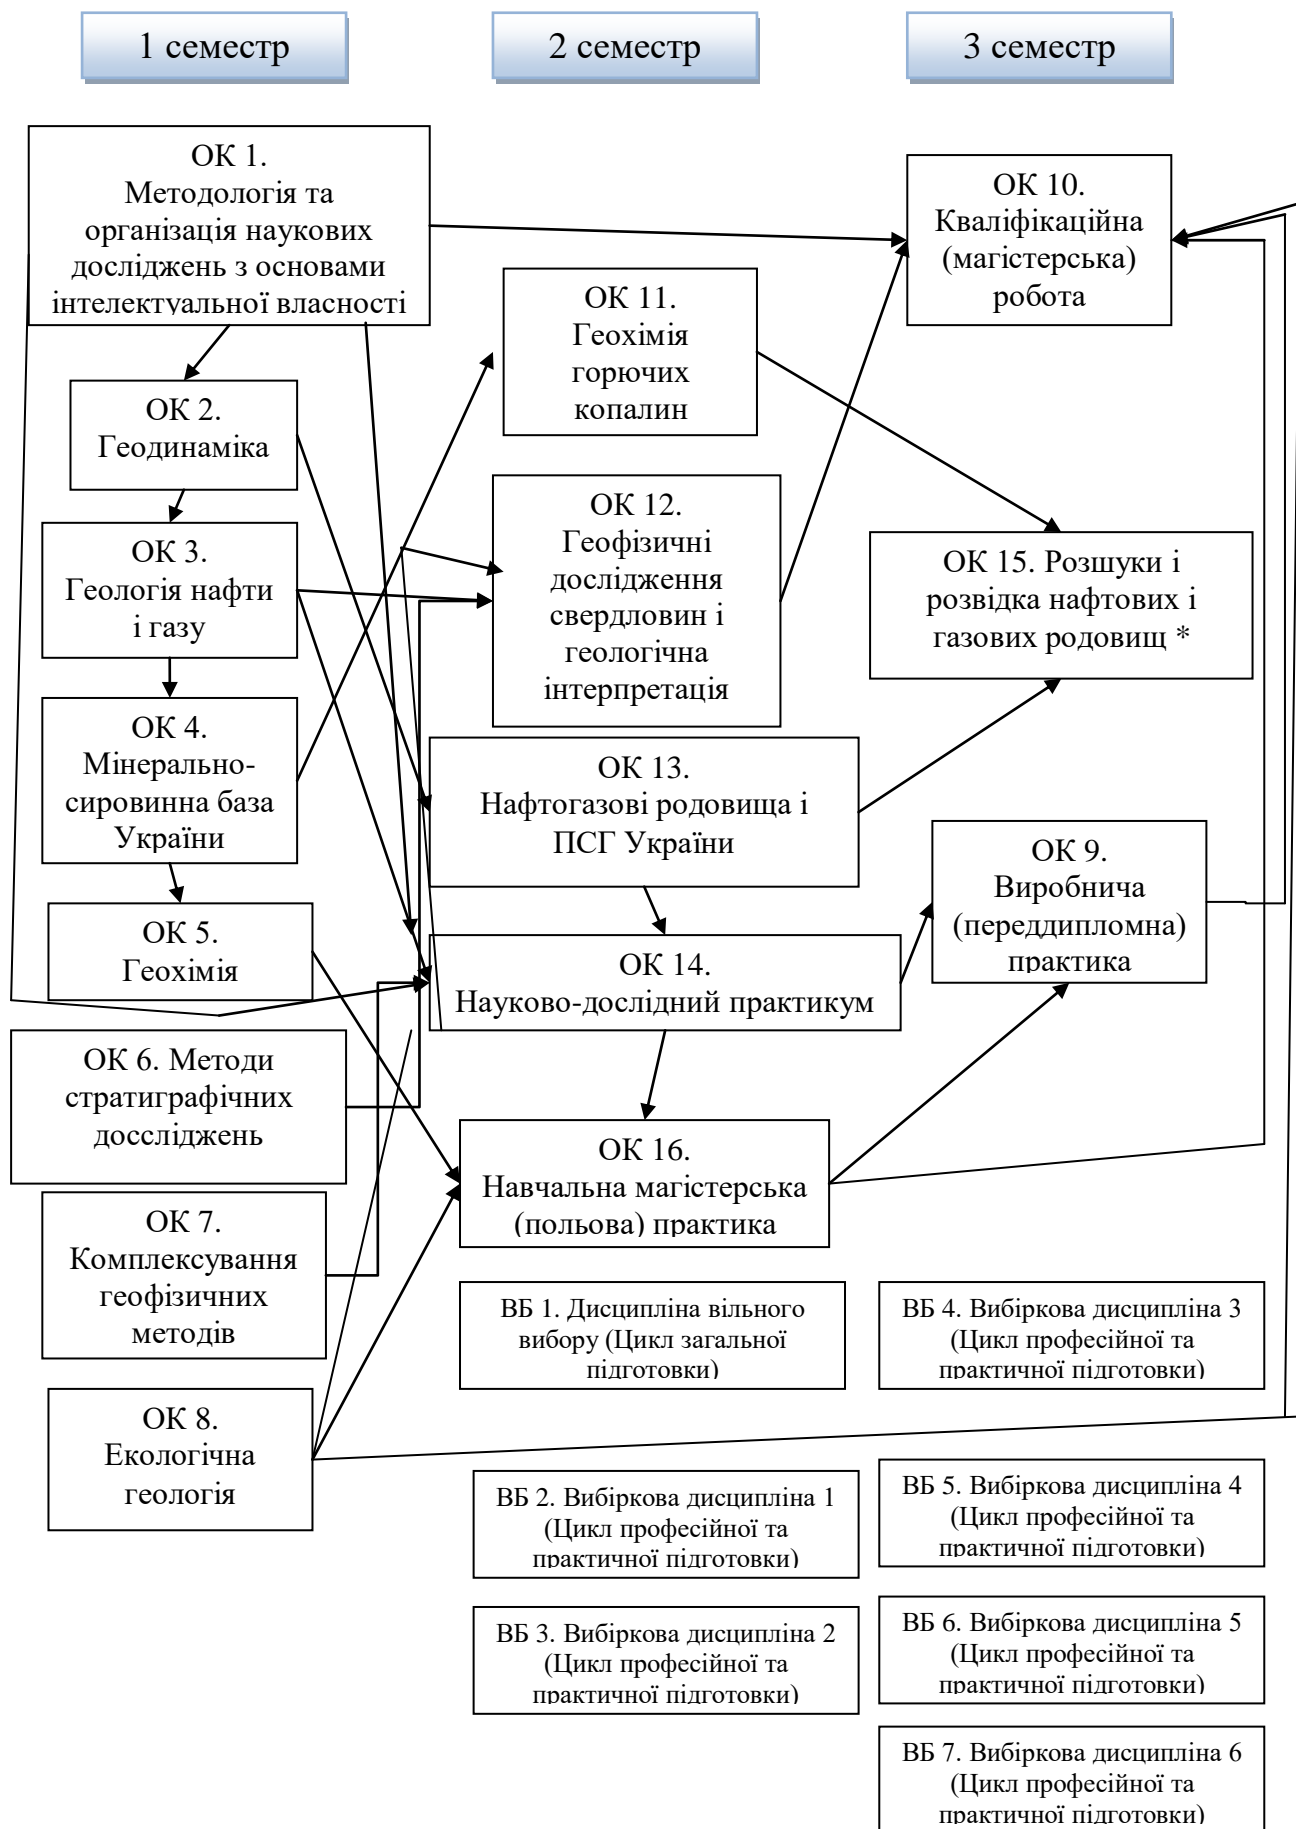 1 семестр
2 семестр
3 семестр
ОК 1.
Методологія та
організація наукових
досліджень з основами
інтелектуальної власності
ОК 2.
Геодинаміка
ОК 3.
Геологія нафти
і газу
ОК 4.
Мінерально-
сировинна база
України
ОК 5.
Геохімія
ОК 6. Методи
стратиграфічних
досслiджень
ОК 7.
Комплексування
геофізичних
методів
ОК 8.
Екологічна
геологія
ОК 11.
Геохімія
горючих
копалин
ОК 12.
Геофізичні
дослідження
свердловин і
геологічна
інтерпретація
ОК 13.
Нафтогазові родовища і
ПСГ України
ОК 14.
Науково-дослідний практикум
ОК 16.
Навчальна магістерська
(польова) практика
ВБ 1. Дисципліна вільного
вибору (Цикл загальної
підготовки)
ВБ 2. Вибіркова дисципліна 1
(Цикл професійної та
практичної підготовки)
ВБ 3. Вибіркова дисципліна 2
(Цикл професійної та
практичної підготовки)
ОК 10.
Кваліфікаційна
(магістерська)
робота
ОК 15. Розшуки і
розвідка нафтових і
газових родовищ *
ОК 9.
Виробнича
(переддипломна)
практика
ВБ 4. Вибіркова дисципліна 3
(Цикл професійної та
практичної підготовки)
ВБ 5. Вибіркова дисципліна 4
(Цикл професійної та
практичної підготовки)
ВБ 6. Вибіркова дисципліна 5
(Цикл професійної та
практичної підготовки)
ВБ 7. Вибіркова дисципліна 6
(Цикл професійної та
практичної підготовки)